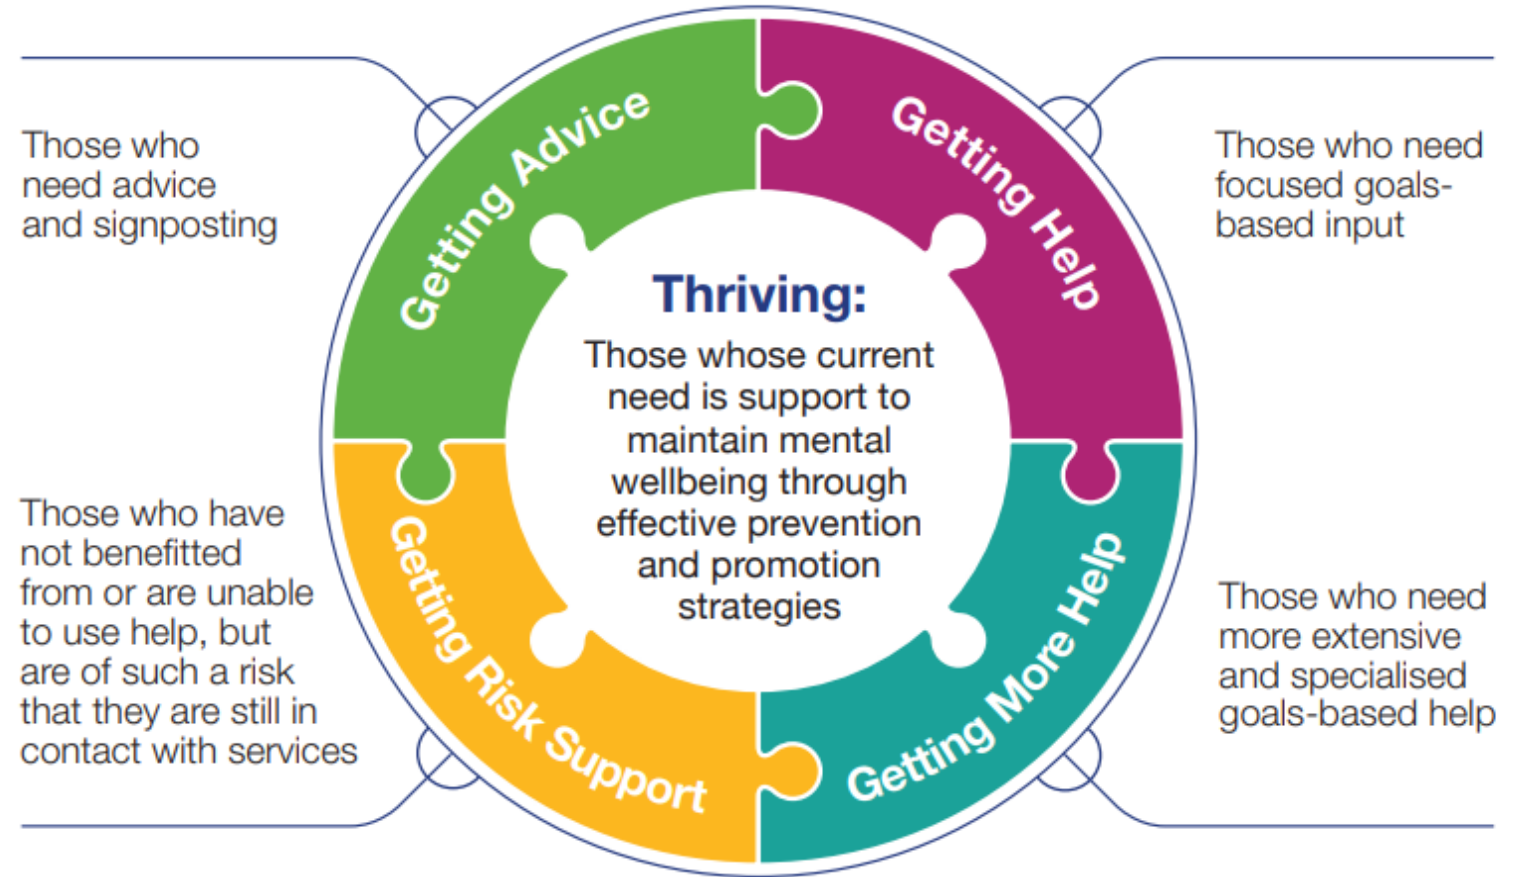 Getting Advice
Those who
need advice
and signposting
Getting Help
Those who need
focused goals-
based input
Thriving:
Those whose current
need is support to
maintain mental
wellbeing through
effective prevention
and promotion
strategies
Getting Risk Support
Those who have
not benefitted
from or are unable
to use help, but
are of such a risk
that they are still in
contact with services
Getting More Help
Those who need
more extensive
and specialised
goals-based help